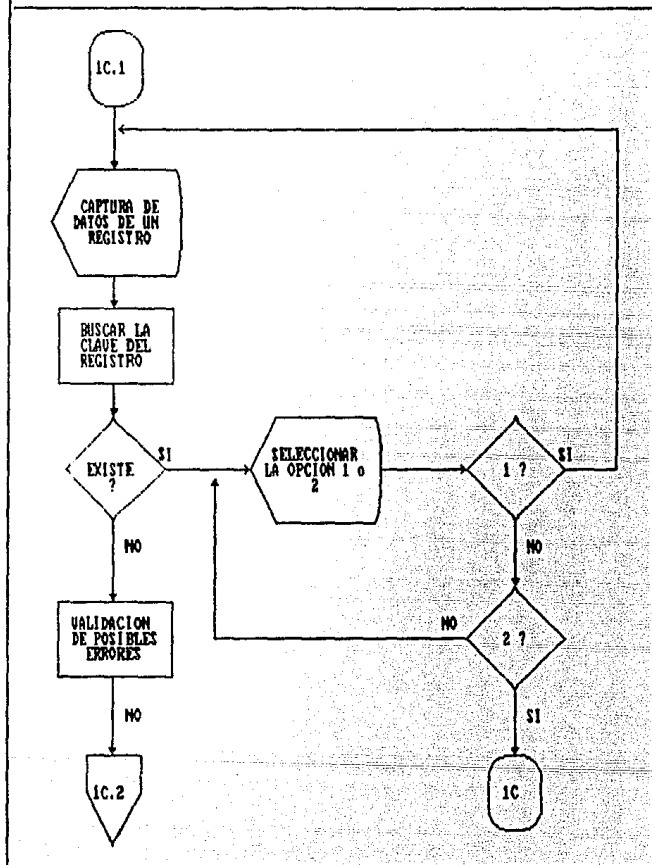 1C.1
CAPTURA DE
DATOS DE UN
REGISTRO
BUSCAR LA
CLAVE DEL
REGISTRO
EXISTE
?
SI
SELECCIONAR
LA OPCION 1 o
2
1 ?
SI
NO
NO
VALIDACION
DE POSIBLES
ERRORES
NO
2 ?
NO
SI
1C.2
1C